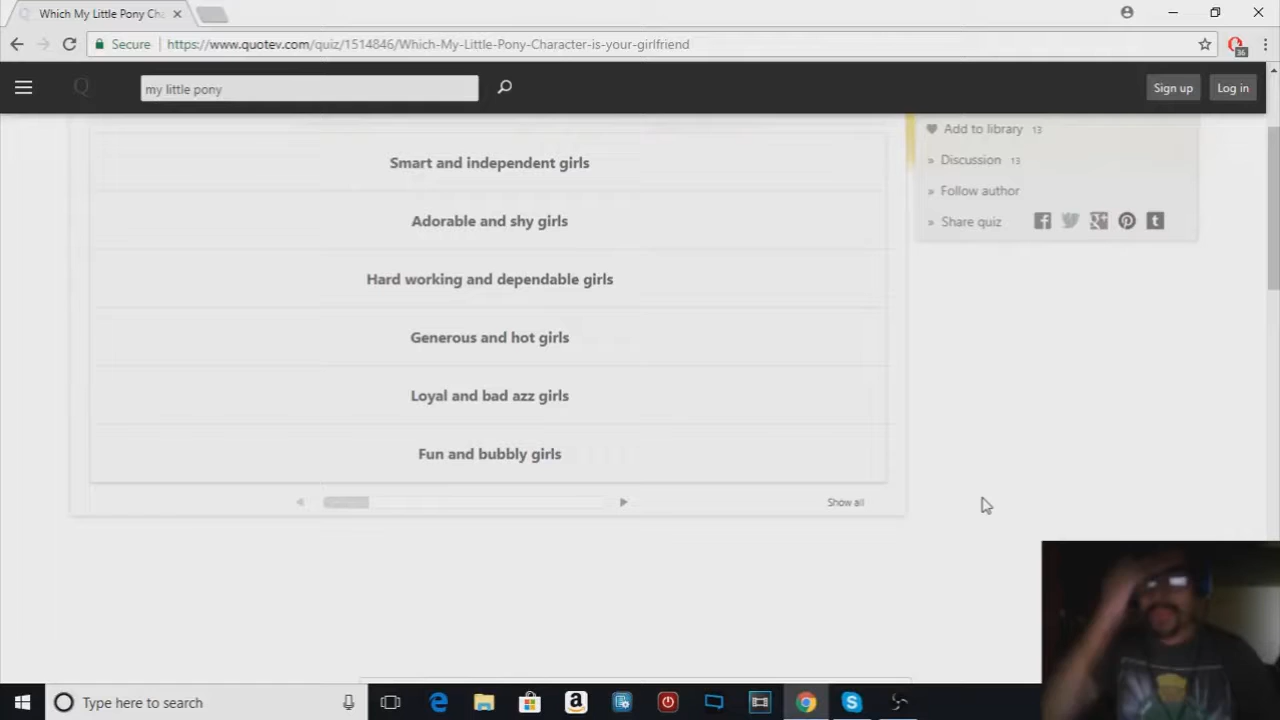 Which My Little Pony Cha
Secure
https://www.quotev.com/quiz/1514846/Which-My-Little-Pony-Character-is-your-girlfriend
36
Q
my little pony
Sign up
Log in
Add to library 13
» Discussion 13
» Follow author
» Share quiz
Smart and independent girls
Adorable and shy girls
Hard working and dependable girls
Generous and hot girls
Loyal and bad azz girls
Fun and bubbly girls
Show all
Type here to search